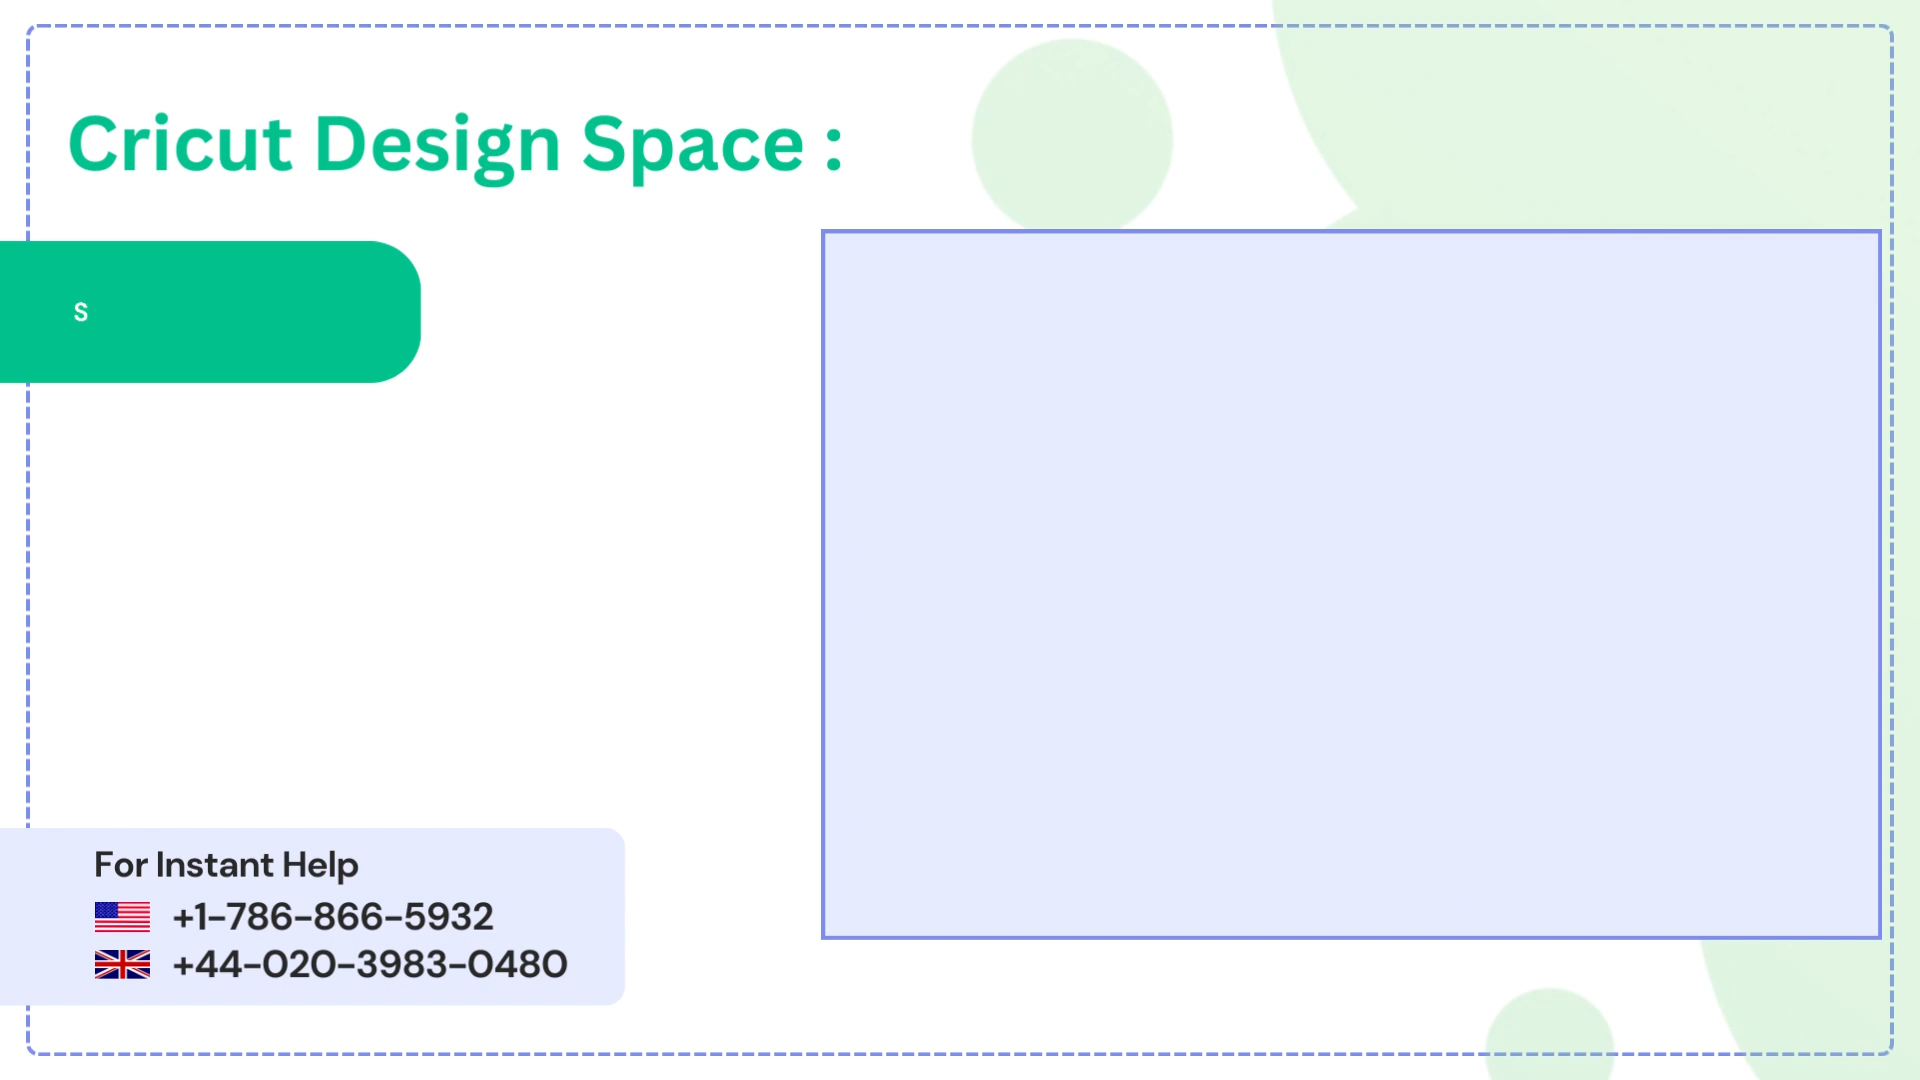 Cricut Design Space :
S
For Instant Help
+1-786-866-5932
+44-020-3983-0480